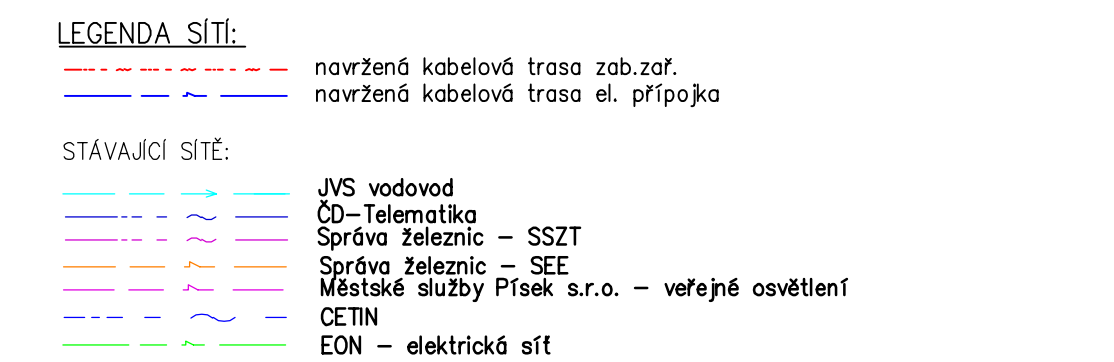 LEGENDA SÍTÍ:
navržená kabelová trasa zab.zař.
navržená kabelová trasa el. přípojka
STÁVAJÍCÍ SÍTĚ:
JVS vodovod
ČD-Telematika
Správa železnic - SSZT
Správa železnic - SEE
Městské služby Písek s.r.o. - veřejné osvětlení
CETIN
EON - elektrická síť